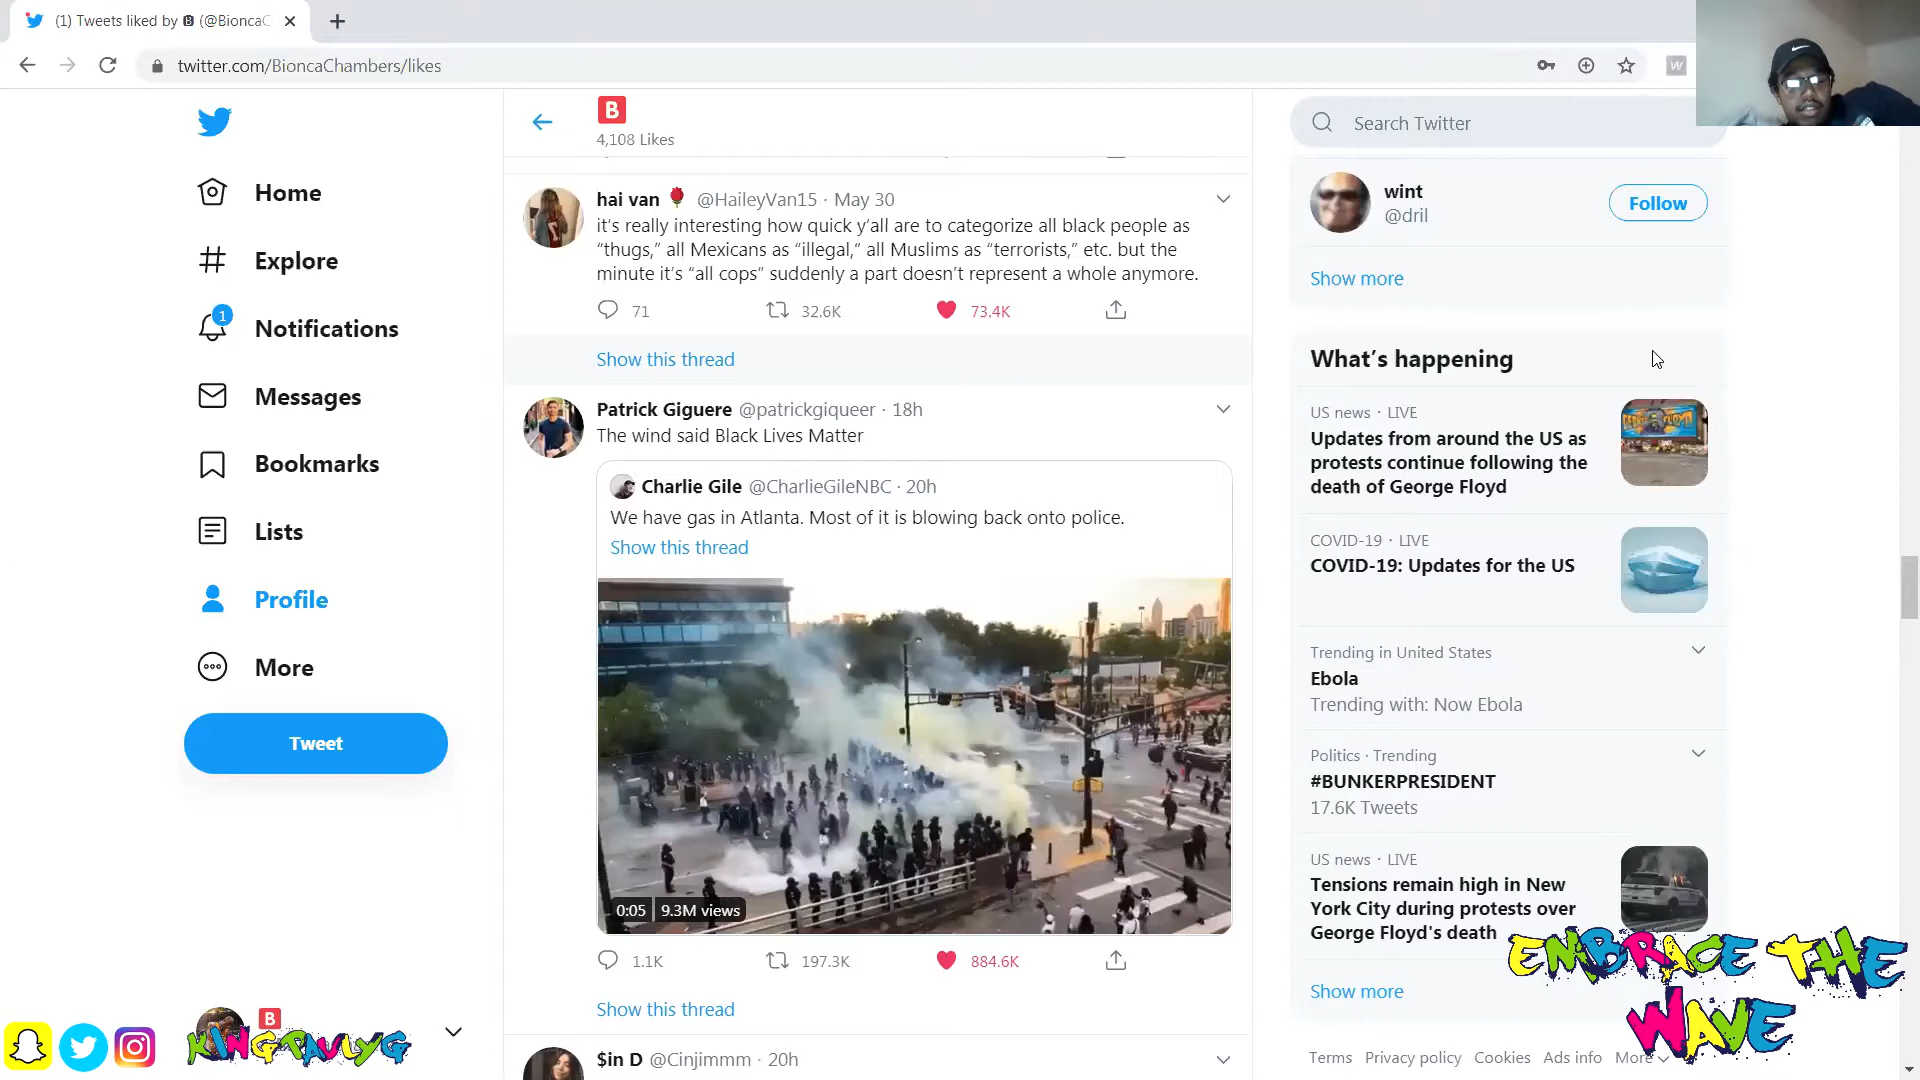 (1) Tweets liked by B (@BioncaC
twitter.com/BioncaChambers/likes
Home
Explore
1
Notifications
Messages
Bookmarks
Lists
Profile
More
Tweet
B
KINGPAVLYG
B
4,108 Likes
hai van @HaileyVan15 · May 30
it's really interesting how quick y'all are to categorize all black people as
“thugs,” all Mexicans as “illegal,“ all Muslims as “terrorists,” etc. but the
minute it's “all cops” suddenly a part doesn't represent a whole anymore.
71 32.6K 73.4K
Show this thread
Patrick Giguere @patrickgiqueer · 18h
The wind said Black Lives Matter
Charlie Gile @CharlieGileNBC · 20h
We have gas in Atlanta. Most of it is blowing back onto police.
Show this thread
0:05 9.3M views
1.1K 197.3K 884.6K
Show this thread
$in D @Cinjimmm · 20h
Search Twitter
wint
@dril
Follow
Show more
What's happening
US news · LIVE
Updates from around the US as
protests continue following the
death of George Floyd
COVID-19 · LIVE
COVID-19: Updates for the US
Trending in United States
Ebola
Trending with: Now Ebola
Politics · Trending
#BUNKERPRESIDENT
17.6K Tweets
US news · LIVE
Tensions remain high in New
York City during protests over
George Floyd's death
Show more
EMBRACE THE
WAVE
Terms Privacy policy Cookies Ads info More